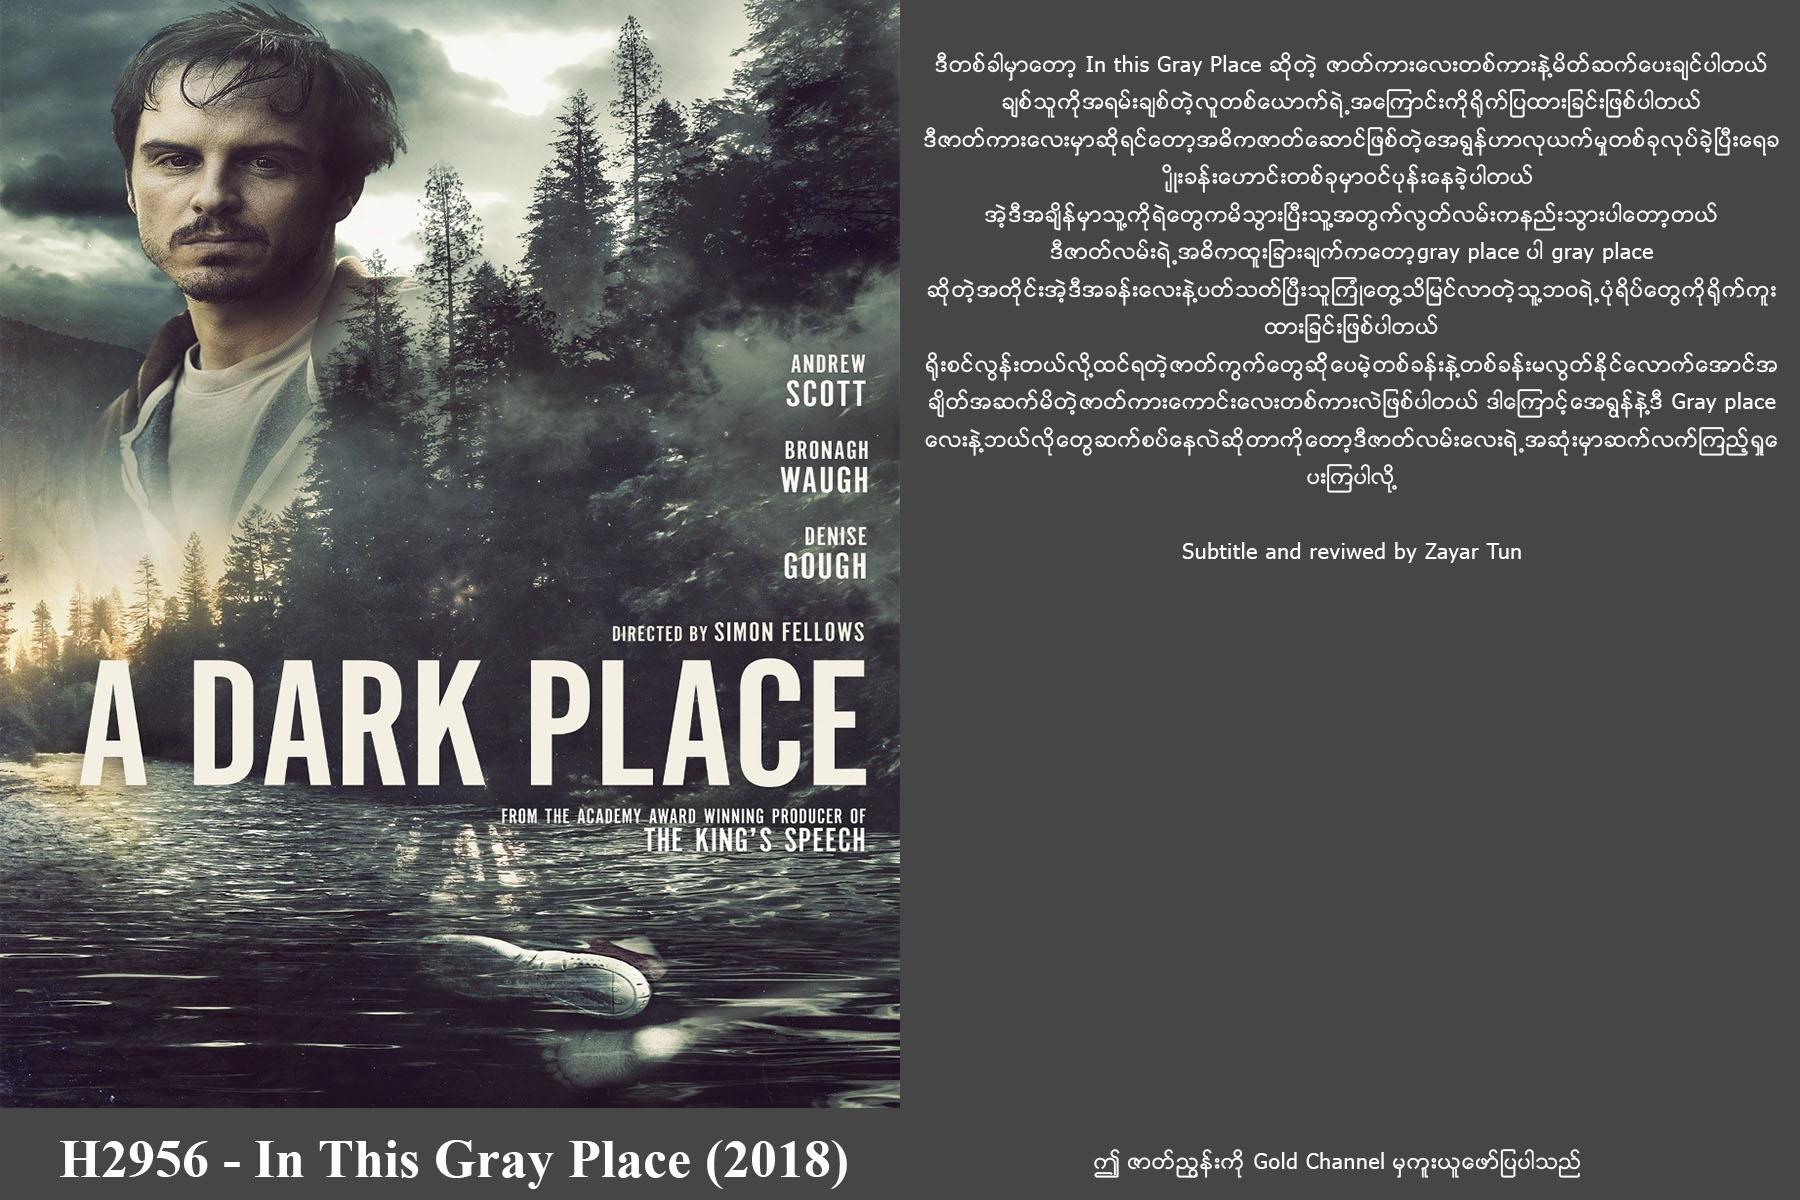 ANDREW
SCOTT
BRONAGH
WAUGH
DENISE
GOUGH
DIRECTED BY SIMON FELLOWS
A DARK PLACE
FROM THE ACADEMY AWARD WINNING PRODUCER OF
THE KING'S SPEECH
H2956 - In This Gray Place (2018)
ဒီတစ်ခါမှာတော့ In this Gray Place ဆိုတဲ့ ဇာတ်ကားလေးတစ်ကားနဲ့မိတ်ဆက်ပေးချင်ပါတယ်
ချစ်သူကိုအရမ်းချစ်တဲ့လူတစ်ယောက်ရဲ့အကြောင်းကိုရိုက်ပြထားခြင်းဖြစ်ပါတယ်
ဒီဇာတ်ကားလေးမှာဆိုရင်တော့အဓိကဇာတ်ဆောင်ဖြစ်တဲ့အေရွန်ဟာလုယက်မှုတစ်ခုလုပ်ခဲ့ပြီးရေခ
ျိုးခန်းဟောင်းတစ်ခုမှာဝင်ပုန်းနေခဲ့ပါတယ်
အဲ့ဒီအချိန်မှာသူ့ကိုရဲတွေကမိသွားပြီးသူ့အတွက်လွတ်လမ်းကနည်းသွားပါတော့တယ်
ဒီဇာတ်လမ်းရဲ့အဓိကထူးခြားချက်ကတော့gray place ပါ gray place
ဆိုတဲ့အတိုင်းအဲ့ဒီအခန်းလေးနဲ့ပတ်သတ်ပြီးသူကြုံတွေ့သိမြင်လာတဲ့သူ့ဘဝရဲ့ပုံရိပ်တွေကိုရိုက်ကူး
ထားခြင်းဖြစ်ပါတယ်
ရိုးစင်လွန်းတယ်လို့ထင်ရတဲ့ဇာတ်ကွက်တွေဆိုပေမဲ့တစ်ခန်းနဲ့တစ်ခန်းမလွတ်နိုင်လောက်အောင်အ
ချိတ်အဆက်မိတဲ့ဇာတ်ကားကောင်းလေးတစ်ကားလဲဖြစ်ပါတယ် ဒါကြောင့်အေရွန်နဲ့ဒီ Gray place
လေးနဲ့ဘယ်လိုတွေဆက်စပ်နေလဲဆိုတာကိုတော့ဒီဇာတ်လမ်းလေးရဲ့အဆုံးမှာဆက်လက်ကြည့်ရှုေ
ပးကြပါလို့
Subtitle and reviwed by Zayar Tun
ဤ ဇာတ်ညွှန်းကို Gold Channel မှကူးယူဖော်ပြပါသည်